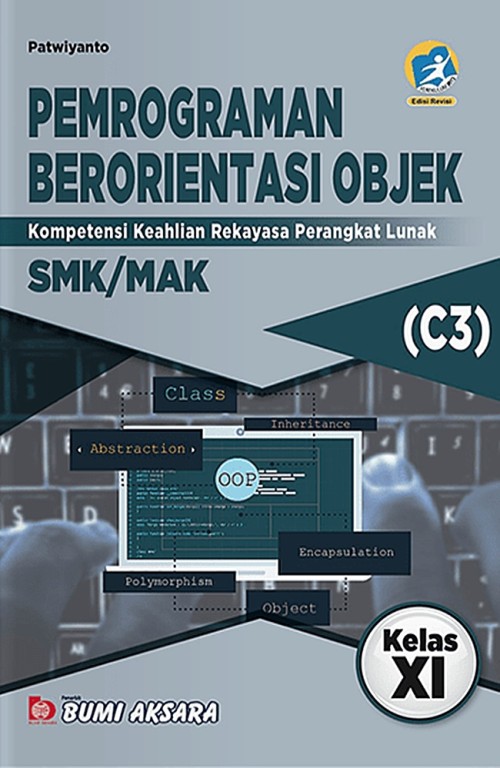 Patwiyanto
Edisi Revisi
PEMROGRAMAN
BERORIENTASI OBJEK
Kompetensi Keahlian Rekayasa Perangkat Lunak
SMK/MAK
(C3)
Class
Inheritance
‹ Abstraction ›
OOP
Encapsulation
Polymorphism
Object
Kelas
XI
Penerbit
BUMI AKSARA